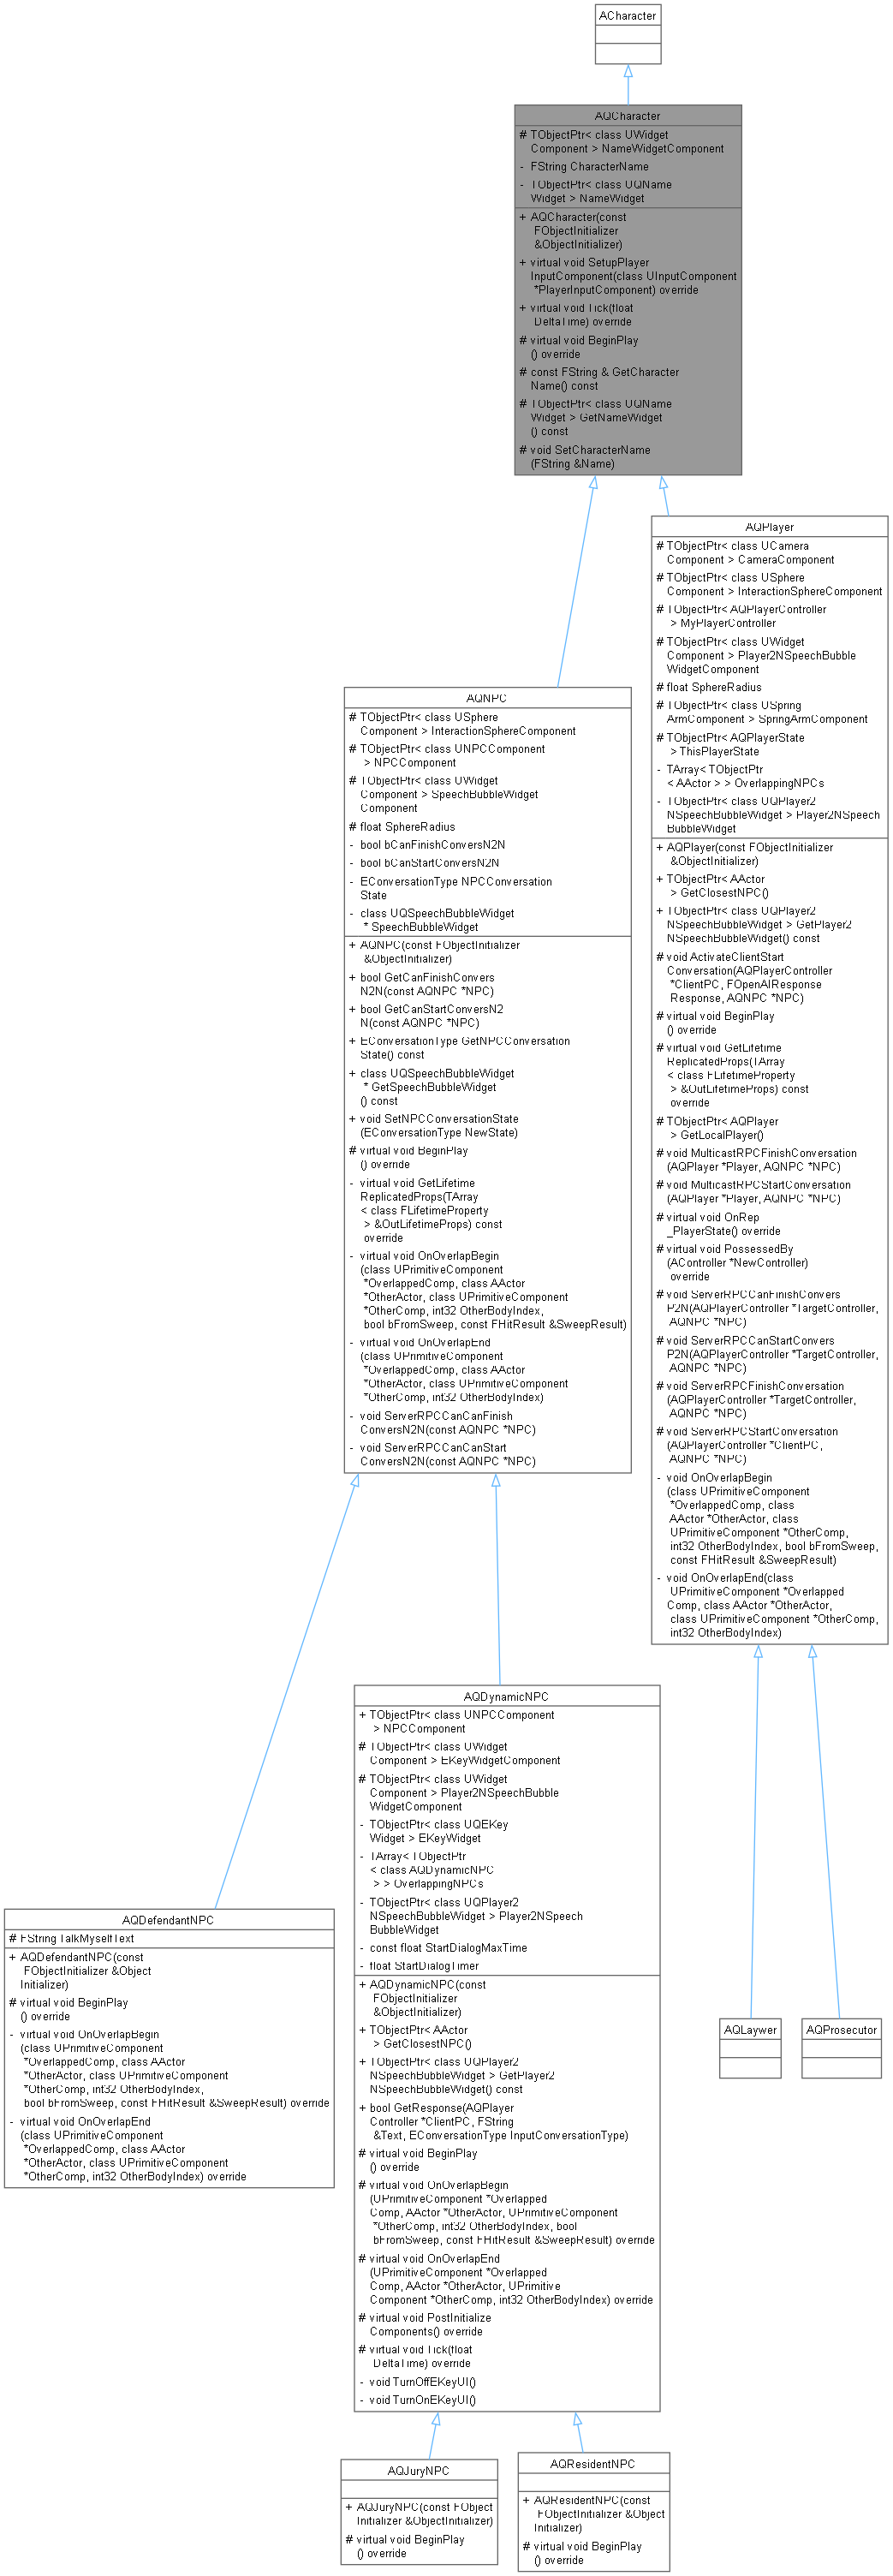 ACharacter
AQCharacter
# TObjectPtr< class UWidget
Component > NameWidgetComponent
- FString CharacterName
- TObjectPtr< class UQName
Widget > NameWidget
+ AQCharacter(const
FObjectInitializer
&ObjectInitializer)
+ virtual void SetupPlayer
InputComponent(class UInputComponent
*PlayerInputComponent) override
+ virtual void Tick(float
DeltaTime) override
# virtual void BeginPlay
() override
# const FString & GetCharacter
Name() const
# TObjectPtr< class UQName
Widget > GetNameWidget
() const
# void SetCharacterName
(FString &Name)
AQPlayer
# TObjectPtr< class UCamera
Component > CameraComponent
# TObjectPtr< class USphere
Component > InteractionSphereComponent
# TObjectPtr< AQPlayerController
> MyPlayerController
# TObjectPtr< class UWidget
Component > Player2NSpeechBubble
WidgetComponent
# float SphereRadius
# TObjectPtr< class USpring
ArmComponent > SpringArmComponent
# TObjectPtr< AQPlayerState
> ThisPlayerState
- TArray< TObjectPtr
< AActor > > OverlappingNPCs
- TObjectPtr< class UQPlayer2
NSpeechBubbleWidget > Player2NSpeech
BubbleWidget
+ AQPlayer(const FObjectInitializer
&ObjectInitializer)
+ TObjectPtr< AActor
> GetClosestNPC()
+ TObjectPtr< class UQPlayer2
NSpeechBubbleWidget > GetPlayer2
NSpeechBubbleWidget() const
# void ActivateClientStart
Conversation(AQPlayerController
*ClientPC, FOpenAIResponse
Response, AQNPC *NPC)
# virtual void BeginPlay
() override
# virtual void GetLifetime
ReplicatedProps(TArray
< class FLifetimeProperty
> &OutLifetimeProps) const
override
# TObjectPtr< AQPlayer
> GetLocalPlayer()
# void MulticastRPCFinishConversation
(AQPlayer *Player, AQNPC *NPC)
# void MulticastRPCStartConversation
(AQPlayer *Player, AQNPC *NPC)
# virtual void OnRep
_PlayerState() override
# virtual void PossessedBy
(AController *NewController)
override
# void ServerRPCCanFinishConvers
P2N(AQPlayerController *TargetController,
AQNPC *NPC)
# void ServerRPCCanStartConvers
P2N(AQPlayerController *TargetController,
AQNPC *NPC)
# void ServerRPCFinishConversation
(AQPlayerController *TargetController,
AQNPC *NPC)
# void ServerRPCStartConversation
(AQPlayerController *ClientPC,
AQNPC *NPC)
- void OnOverlapBegin
(class UPrimitiveComponent
*OverlappedComp, class
AActor *OtherActor, class
UPrimitiveComponent *OtherComp,
int32 OtherBodyIndex, bool bFromSweep,
const FHitResult &SweepResult)
- void OnOverlapEnd(class
UPrimitiveComponent *Overlapped
Comp, class AActor *OtherActor,
class UPrimitiveComponent *OtherComp,
int32 OtherBodyIndex)
AQNPC
# TObjectPtr< class USphere
Component > InteractionSphereComponent
# TObjectPtr< class UNPCComponent
> NPCComponent
# TObjectPtr< class UWidget
Component > SpeechBubbleWidget
Component
# float SphereRadius
- bool bCanFinishConversN2N
- bool bCanStartConversN2N
- EConversationType NPCConversation
State
- class UQSpeechBubbleWidget
* SpeechBubbleWidget
+ AQNPC(const FObjectInitializer
&ObjectInitializer)
+ bool GetCanFinishConvers
N2N(const AQNPC *NPC)
+ bool GetCanStartConversN2
N(const AQNPC *NPC)
+ EConversationType GetNPCConversation
State() const
+ class UQSpeechBubbleWidget
* GetSpeechBubbleWidget
() const
+ void SetNPCConversationState
(EConversationType NewState)
# virtual void BeginPlay
() override
- virtual void GetLifetime
ReplicatedProps(TArray
< class FLifetimeProperty
> &OutLifetimeProps) const
override
- virtual void OnOverlapBegin
(class UPrimitiveComponent
*OverlappedComp, class AActor
*OtherActor, class UPrimitiveComponent
*OtherComp, int32 OtherBodyIndex,
bool bFromSweep, const FHitResult &SweepResult)
- virtual void OnOverlapEnd
(class UPrimitiveComponent
*OverlappedComp, class AActor
*OtherActor, class UPrimitiveComponent
*OtherComp, int32 OtherBodyIndex)
- void ServerRPCCanCanFinish
ConversN2N(const AQNPC *NPC)
- void ServerRPCCanCanStart
ConversN2N(const AQNPC *NPC)
AQDynamicNPC
+ TObjectPtr< class UNPCComponent
> NPCComponent
# TObjectPtr< class UWidget
Component > EKeyWidgetComponent
# TObjectPtr< class UWidget
Component > Player2NSpeechBubble
WidgetComponent
- TObjectPtr< class UQEKey
Widget > EKeyWidget
- TArray< TObjectPtr
< class AQDynamicNPC
> > OverlappingNPCs
- TObjectPtr< class UQPlayer2
NSpeechBubbleWidget > Player2NSpeech
BubbleWidget
- const float StartDialogMaxTime
- float StartDialogTimer
+ AQDynamicNPC(const
FObjectInitializer
&ObjectInitializer)
+ TObjectPtr< AActor
> GetClosestNPC()
+ TObjectPtr< class UQPlayer2
NSpeechBubbleWidget > GetPlayer2
NSpeechBubbleWidget() const
+ bool GetResponse(AQPlayer
Controller *ClientPC, FString
&Text, EConversationType InputConversationType)
# virtual void BeginPlay
() override
# virtual void OnOverlapBegin
(UPrimitiveComponent *Overlapped
Comp, AActor *OtherActor, UPrimitiveComponent
*OtherComp, int32 OtherBodyIndex, bool
bFromSweep, const FHitResult &SweepResult) override
# virtual void OnOverlapEnd
(UPrimitiveComponent *Overlapped
Comp, AActor *OtherActor, UPrimitive
Component *OtherComp, int32 OtherBodyIndex) override
# virtual void PostInitialize
Components() override
# virtual void Tick(float
DeltaTime) override
- void TurnOffEKeyUI()
- void TurnOnEKeyUI()
AQDefendantNPC
# FString TalkMyselfText
+ AQDefendantNPC(const
FObjectInitializer &Object
Initializer)
# virtual void BeginPlay
() override
- virtual void OnOverlapBegin
(class UPrimitiveComponent
*OverlappedComp, class AActor
*OtherActor, class UPrimitiveComponent
*OtherComp, int32 OtherBodyIndex,
bool bFromSweep, const FHitResult &SweepResult) override
- virtual void OnOverlapEnd
(class UPrimitiveComponent
*OverlappedComp, class AActor
*OtherActor, class UPrimitiveComponent
*OtherComp, int32 OtherBodyIndex) override
AQLaywer
AQProsecutor
AQJuryNPC
+ AQJuryNPC(const FObject
Initializer &ObjectInitializer)
# virtual void BeginPlay
() override
AQResidentNPC
+ AQResidentNPC(const
FObjectInitializer &Object
Initializer)
# virtual void BeginPlay
() override